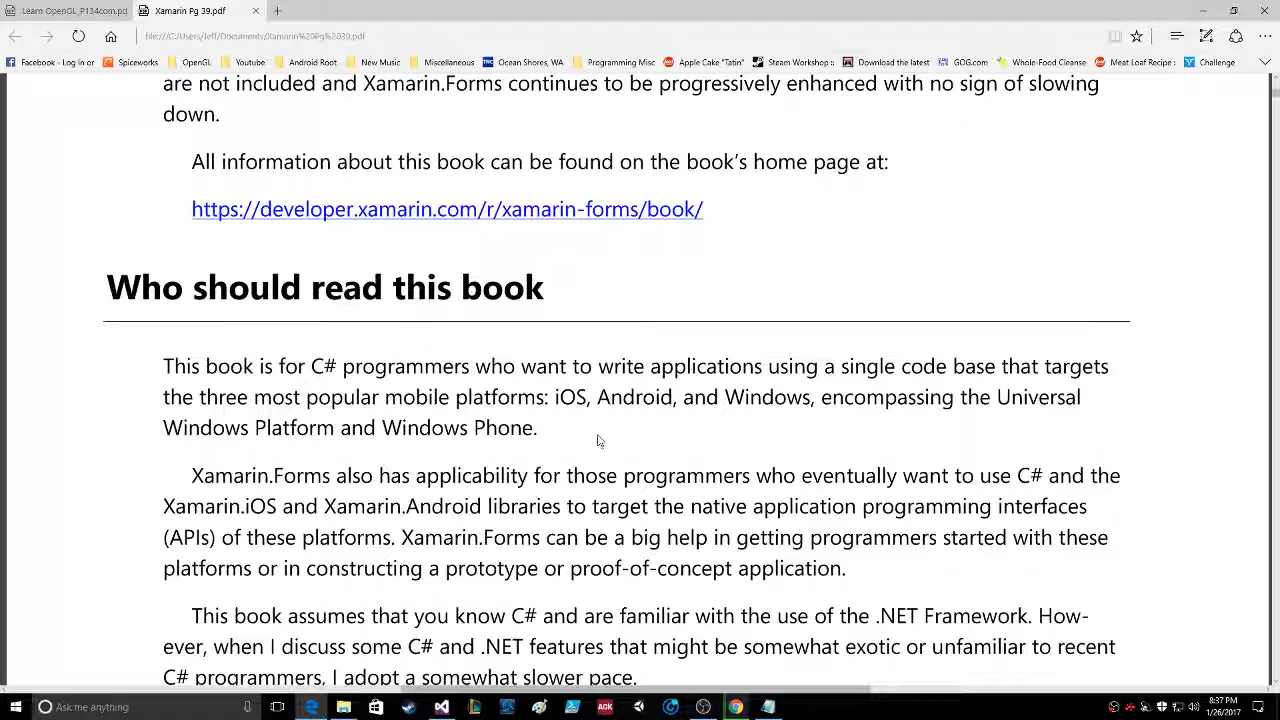 Learn OpenGL_P134com.pd
Xamarin Pg 39.pdf
file:///C:/Users/Jeff/Documents/Xamarin%20Pg%2039.pdf
Facebook - Log in or
Spiceworks
OpenGL
Youtube
Android
New Music
Miscellaneous
Ocean Shores, WA
Programming Misc
Apple Cake "Tatin"
Steam Workshop ::
Download the latest
GOG.com
Whole-Food Cleanse
Meat Loaf Recipe :
Challenge
are not included and Xamarin.Forms continues to be progressively enhanced with no sign of slowing
down.
All information about this book can be found on the book’s home page at:
https://developer.xamarin.com/r/xamarin-forms/book/
Who should read this book
This book is for C# programmers who want to write applications using a single code base that targets
the three most popular mobile platforms: iOS, Android, and Windows, encompassing the Universal
Windows Platform and Windows Phone.
Xamarin.Forms also has applicability for those programmers who eventually want to use C# and the
Xamarin.iOS and Xamarin.Android libraries to target the native application programming interfaces
(APIs) of these platforms. Xamarin.Forms can be a big help in getting programmers started with these
platforms or in constructing a prototype or proof-of-concept application.
This book assumes that you know C# and are familiar with the use of the .NET Framework. How-
ever, when I discuss some C# and .NET features that might be somewhat exotic or unfamiliar to recent
C# programmers, I adopt a somewhat slower pace.
Ask me anything
8:37 PM
1/26/2017